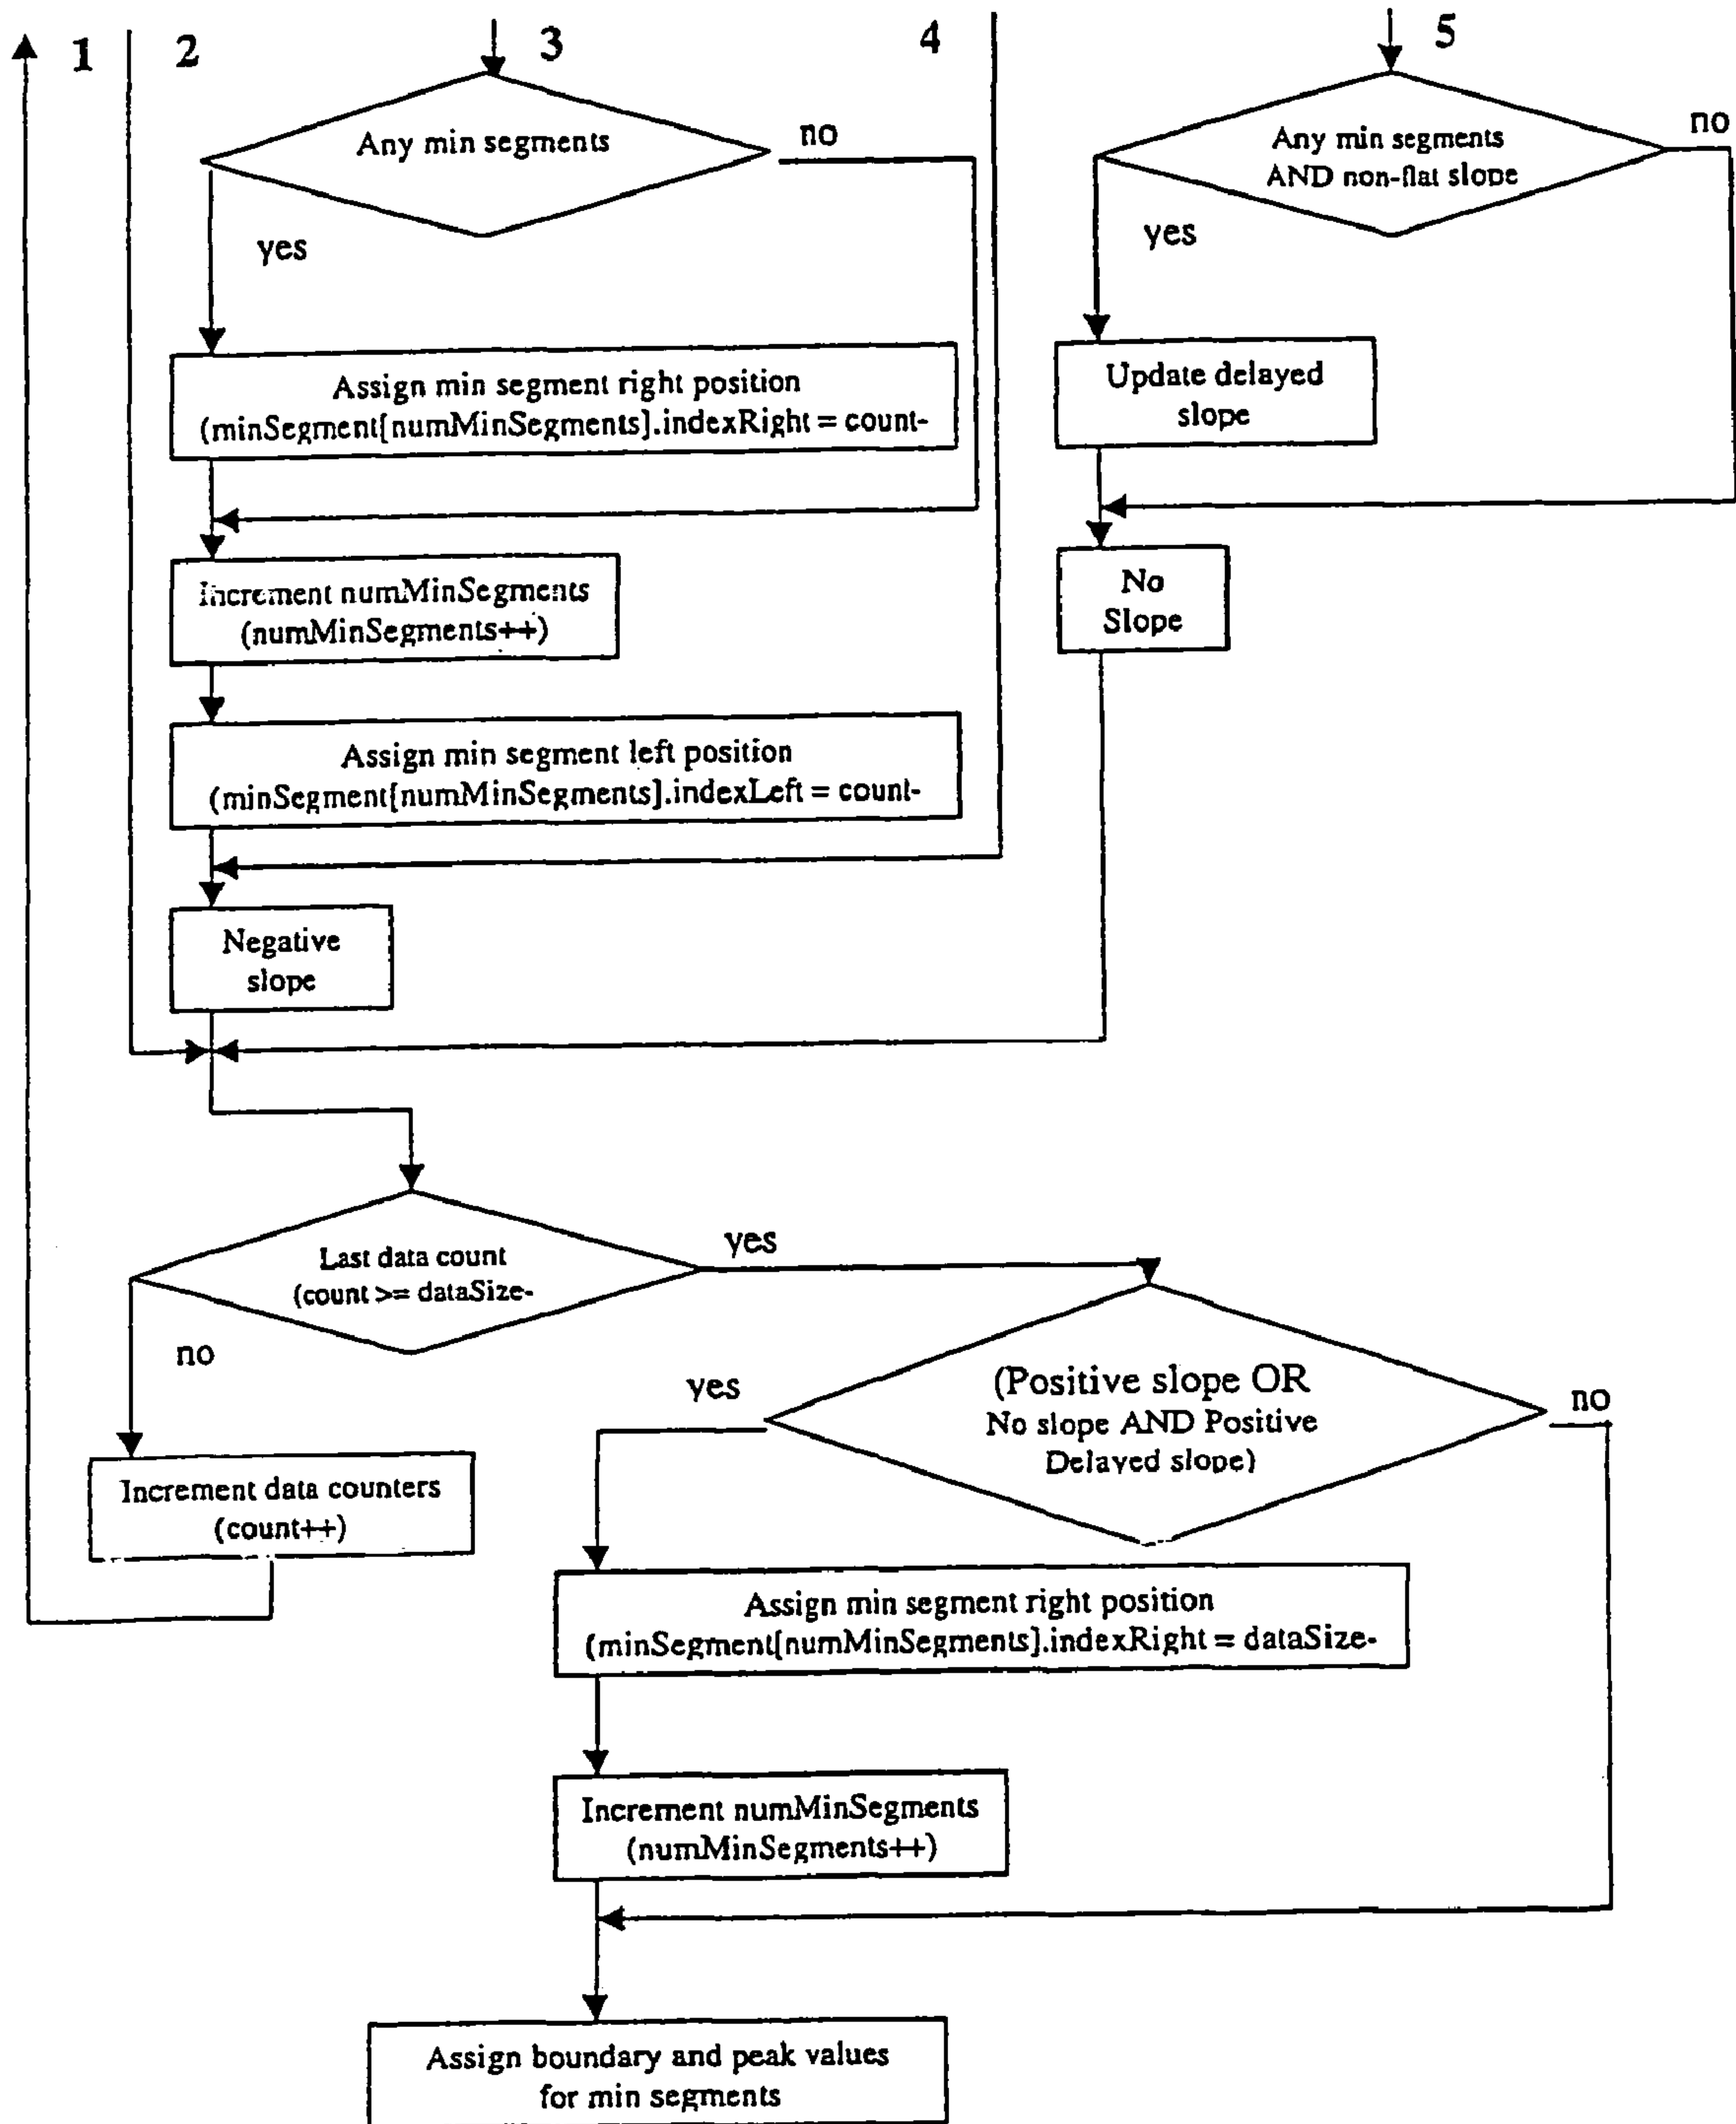 1
2
3
4
5
Any min segments
no
yes
Any min segments
AND non-flat slope
no
yes
Assign min segment right position
(minSegment[numMinSegments].indexRight = count-
Update delayed
slope
Increment numMinSegments
(numMinSegments++)
No
Slope
Assign min segment left position
(minSegment[numMinSegments].indexLeft = count-
Negative
slope
Last data count
(count >= dataSize-
yes
no
(Positive slope OR
No slope AND Positive
Delayed slope)
yes
no
Increment data counters
(count++)
Assign min segment right position
(minSegment[numMinSegments].indexRight = dataSize-
Increment numMinSegments
(numMinSegments++)
Assign boundary and peak values
for min segments